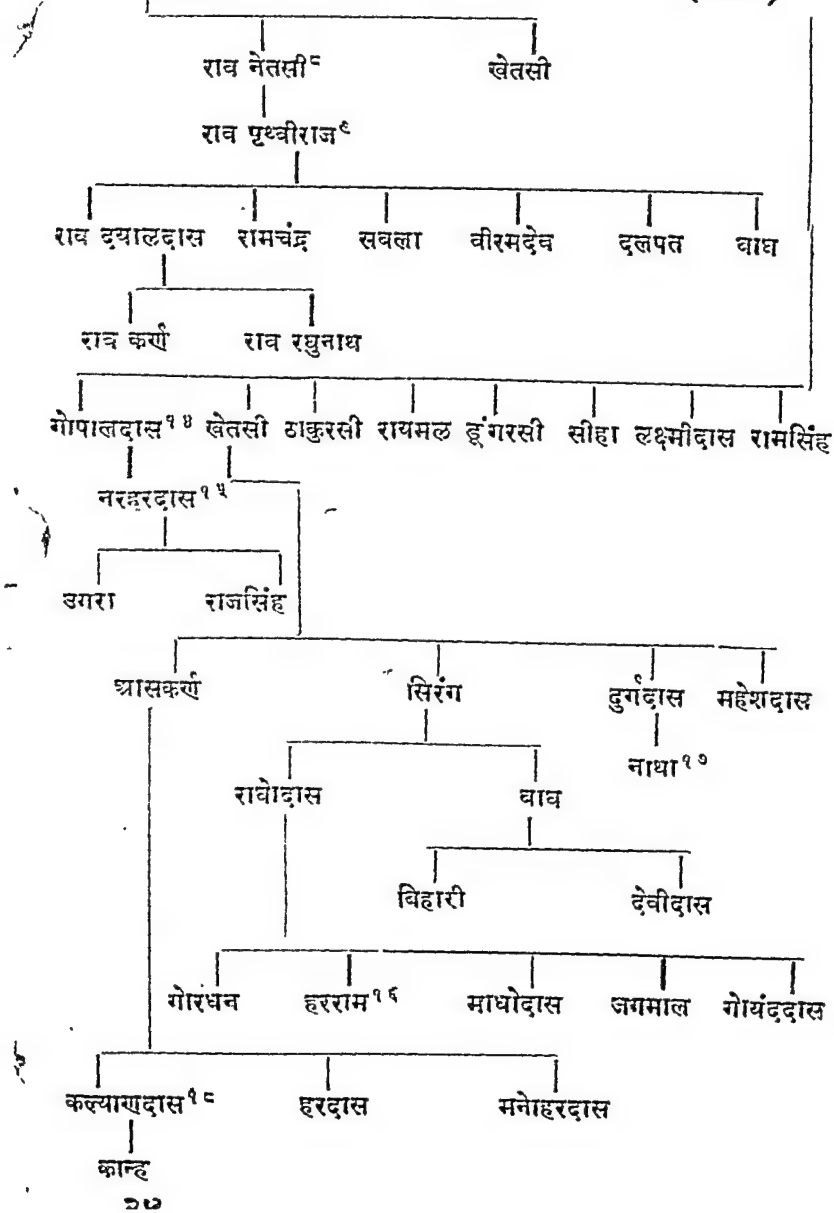 राव नेतसी८ खेतसी
राव पृथ्वीराज९
राव दयालदास रामचंद्र सबला वीरमदेव दलपत बाघ
राव कर्ण राव रघुनाथ
गोपालदास१४ खेतसी ठाकुरसी रायमल डूंगरसी सीहा लक्ष्मीदास रामसिंह
नरहरदास१५
उगरा राजसिंह
आसकर्ण सिरंग दुर्गदास महेशदास
नाथा१७
राघोदास बाघ
बिहारी देवीदास
गोरधन हरराम१६ माधोदास जगमाल गोयंददास
कल्याणदास१८ हरदास मनोहरदास
कान्ह